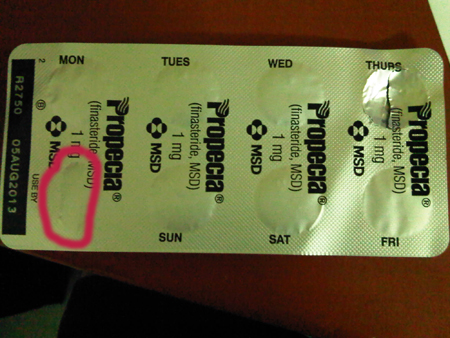 2
MON
TUES
WED
THURS
R2750
05AUG2013
USE BY
Propecia®
(finasteride, MSD)
1 mg
MSD
Propecia®
(finasteride, MSD)
1 mg
MSD
Propecia®
(finasteride, MSD)
1 mg
MSD
Propecia®
(finasteride, MSD)
1 mg
MSD
SUN
SAT
FRI